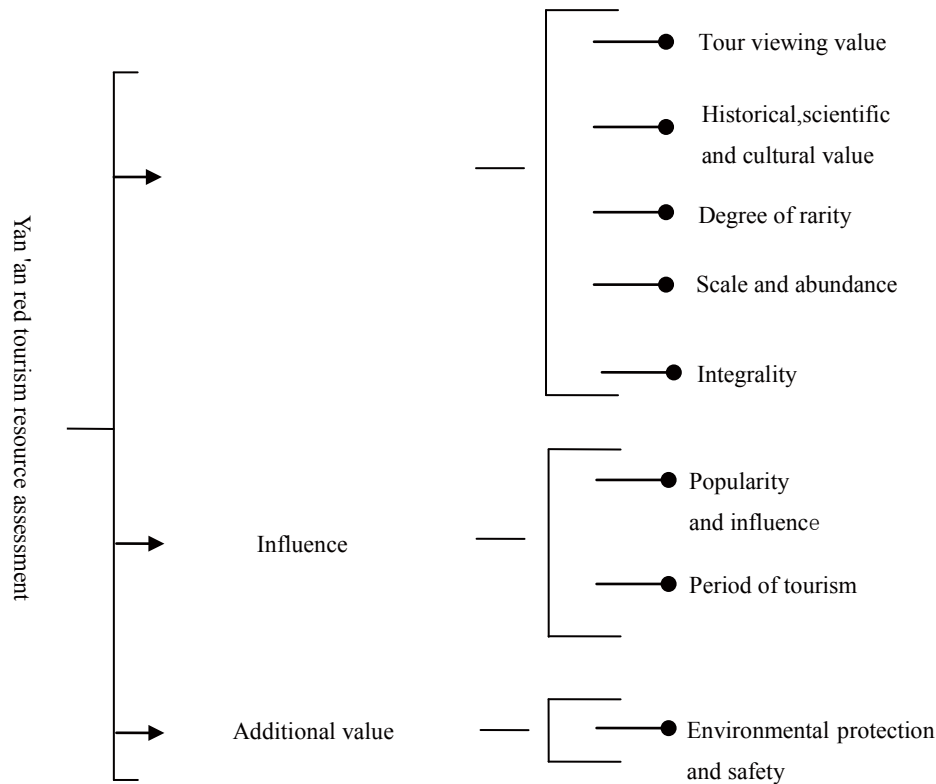 Yan 'an red tourism resource assessment
Tour viewing value
Historical,scientific
and cultural value
Degree of rarity
Scale and abundance
Integrality
Influence
Popularity
and influence
Period of tourism
Additional value
Environmental protection
and safety